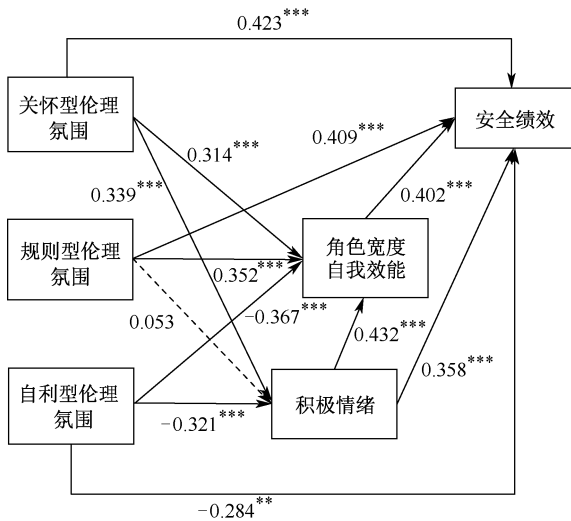 0.423***
关怀型伦理
氛围
安全绩效
0.409***
0.314***
0.339***
0.402***
规则型伦理
氛围
角色宽度
自我效能
0.352***
0.053
-0.367***
0.432***
0.358***
自利型伦理
氛围
积极情绪
-0.321***
-0.284**